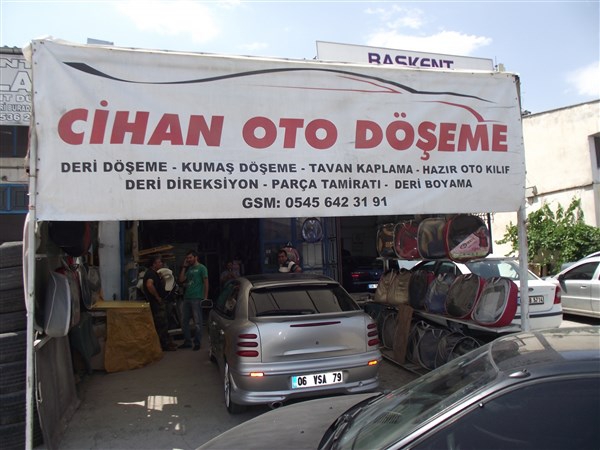 BAŞKENT
CİHAN OTO DÖŞEME
DERİ DÖŞEME - KUMAŞ DÖŞEME - TAVAN KAPLAMA - HAZIR OTO KILIF
DERİ DİREKSİYON - PARÇA TAMİRATI - DERİ BOYAMA
GSM: 0545 642 31 91
06 VSA 79